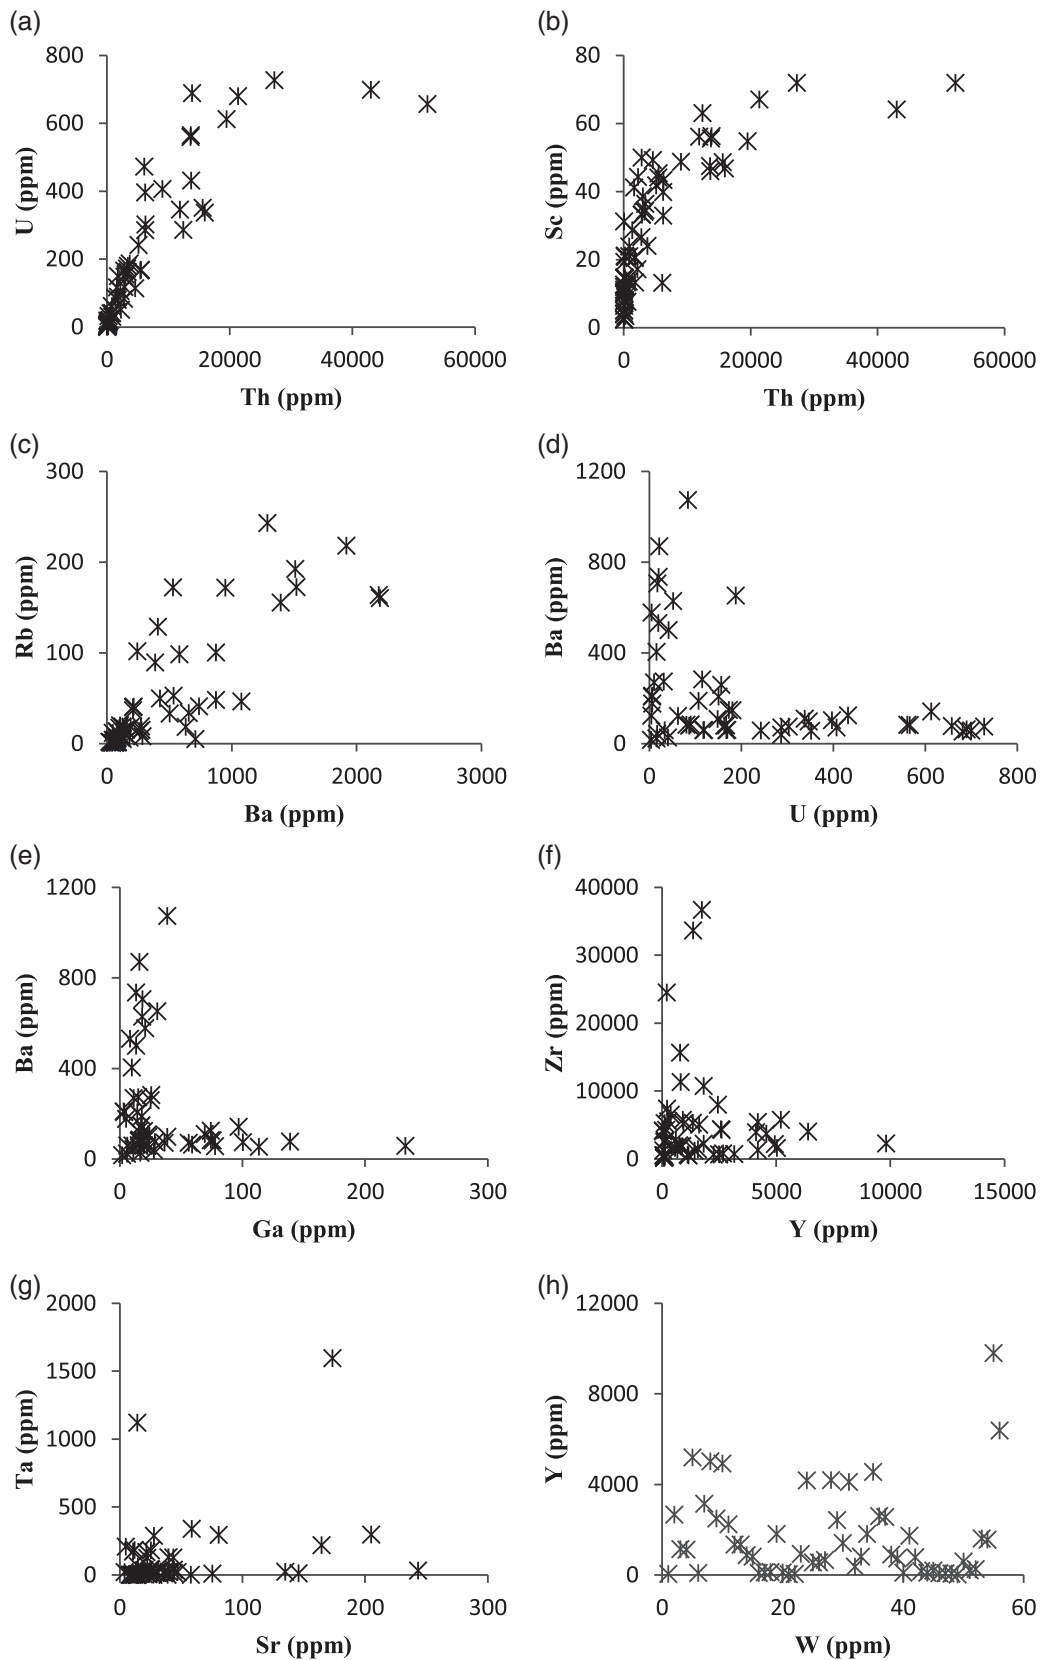 (a)
800
600
400
200
0
0 20000 40000 60000
U (ppm)
Th (ppm)
(b)
80
60
40
20
0
0 20000 40000 60000
Sc (ppm)
Th (ppm)
(c)
300
200
100
0
0 1000 2000 3000
Rb (ppm)
Ba (ppm)
(d)
1200
800
400
0
0 200 400 600 800
Ba (ppm)
U (ppm)
(e)
1200
800
400
0
0 100 200 300
Ba (ppm)
Ga (ppm)
(f)
40000
30000
20000
10000
0
0 5000 10000 15000
Zr (ppm)
Y (ppm)
(g)
2000
1500
1000
500
0
0 100 200 300
Ta (ppm)
Sr (ppm)
(h)
12000
8000
4000
0
0 20 40 60
Y (ppm)
W (ppm)